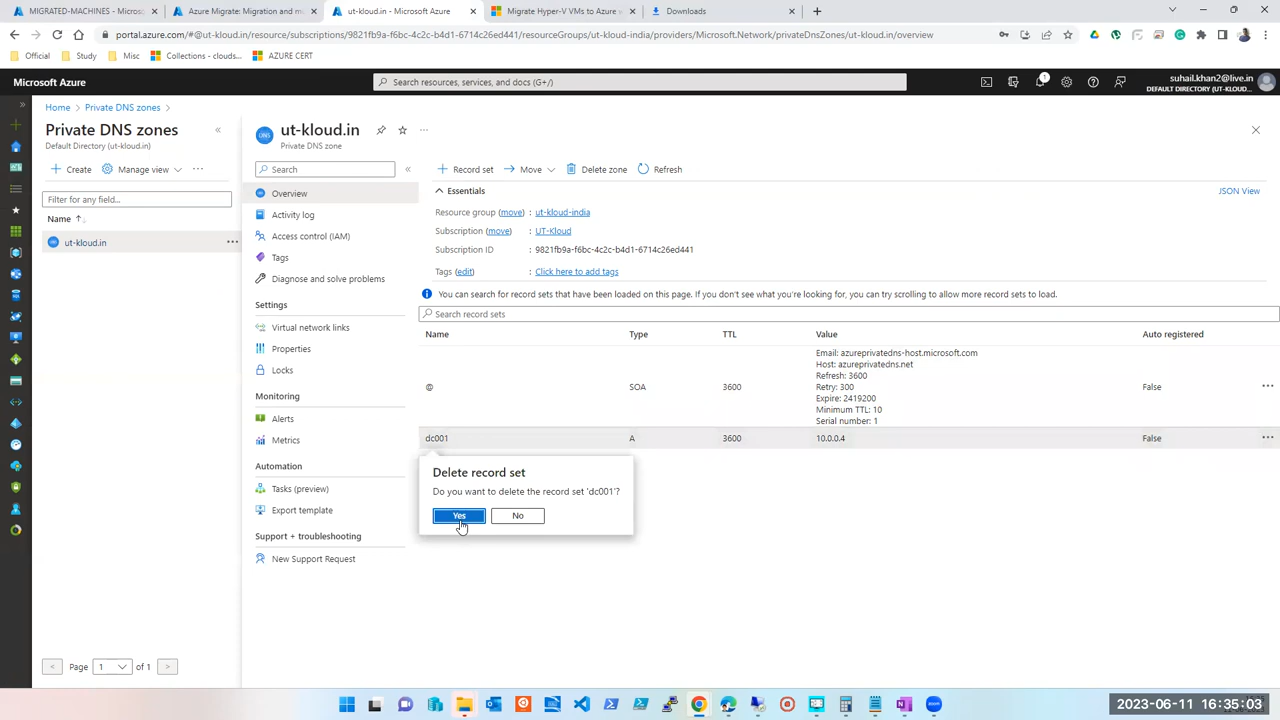 MIGRATED-MACHINES - Microsoft Azure
Azure Migrate: Migration and m
ut-kloud.in - Microsoft Azure
Migrate Hyper-V VMs to Azure
Downloads
portal.azure.com/#@ut-kloud.in/resource/subscriptions/9821fb9a-f6bc-4c2c-b4d1-6714c26ed441/resourceGroups/ut-kloud-india/providers/Microsoft.Network/privateDnsZones/ut-kloud.in/overview
Official
Study
Misc
Collections - clouds...
AZURE CERT
Microsoft Azure
Search resources, services, and docs (G+/)
1
suhail.khan2@live.in
DEFAULT DIRECTORY (UT-KLOUD....
Home > Private DNS zones >
Private DNS zones
Default Directory (ut-kloud.in)
Create
Manage view
Filter for any field...
Name
ut-kloud.in
Page 1 of 1
ut-kloud.in
Private DNS zone
Search
Overview
Activity log
Access control (IAM)
Tags
Diagnose and solve problems
Settings
Virtual network links
Properties
Locks
Monitoring
Alerts
Metrics
Automation
Tasks (preview)
Export template
Support + troubleshooting
New Support Request
Record set
Move
Delete zone
Refresh
Essentials
JSON View
Resource group (move) : ut-kloud-india
Subscription (move) : UT-Kloud
Subscription ID : 9821fb9a-f6bc-4c2c-b4d1-6714c26ed441
Tags (edit) : Click here to add tags
You can search for record sets that have been loaded on this page. If you don't see what you're looking for, you can try scrolling to allow more record sets to load.
Search record sets
Name Type TTL Value Auto registered
Email: azureprivatedns-host.microsoft.com
Host: azureprivatedns.net
Refresh: 3600
@ SOA 3600 Retry: 300 False
Expire: 2419200
Minimum TTL: 10
Serial number: 1
dc001 A 3600 10.0.0.4 False
Delete record set
Do you want to delete the record set 'dc001'?
Yes
No
2023-06-11 16:35:03